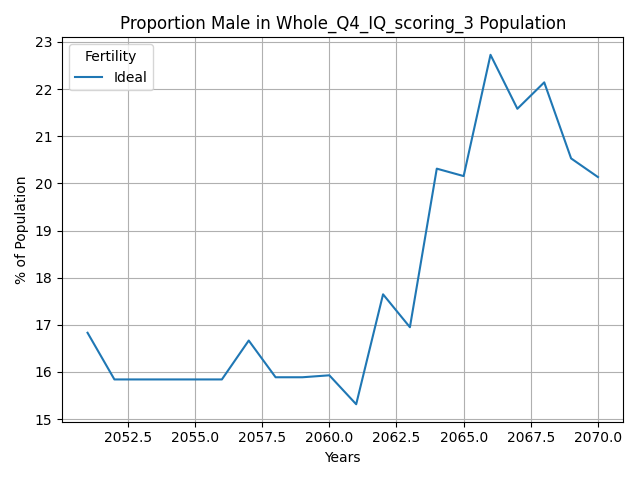 Proportion Male in Whole_Q4_IQ_scoring_3 Population
Fertility
Ideal
% of Population
23
22
21
20
19
18
17
16
15
2052.5 2055.0 2057.5 2060.0 2062.5 2065.0 2067.5 2070.0
Years